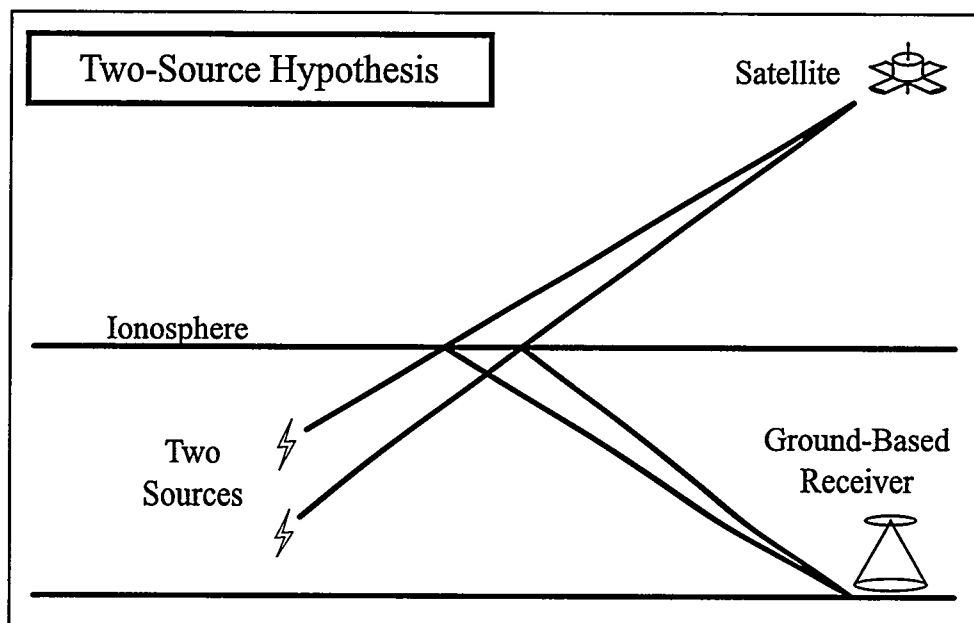 Two-Source Hypothesis
Satellite
Ionosphere
Two
Sources
Ground-Based
Receiver